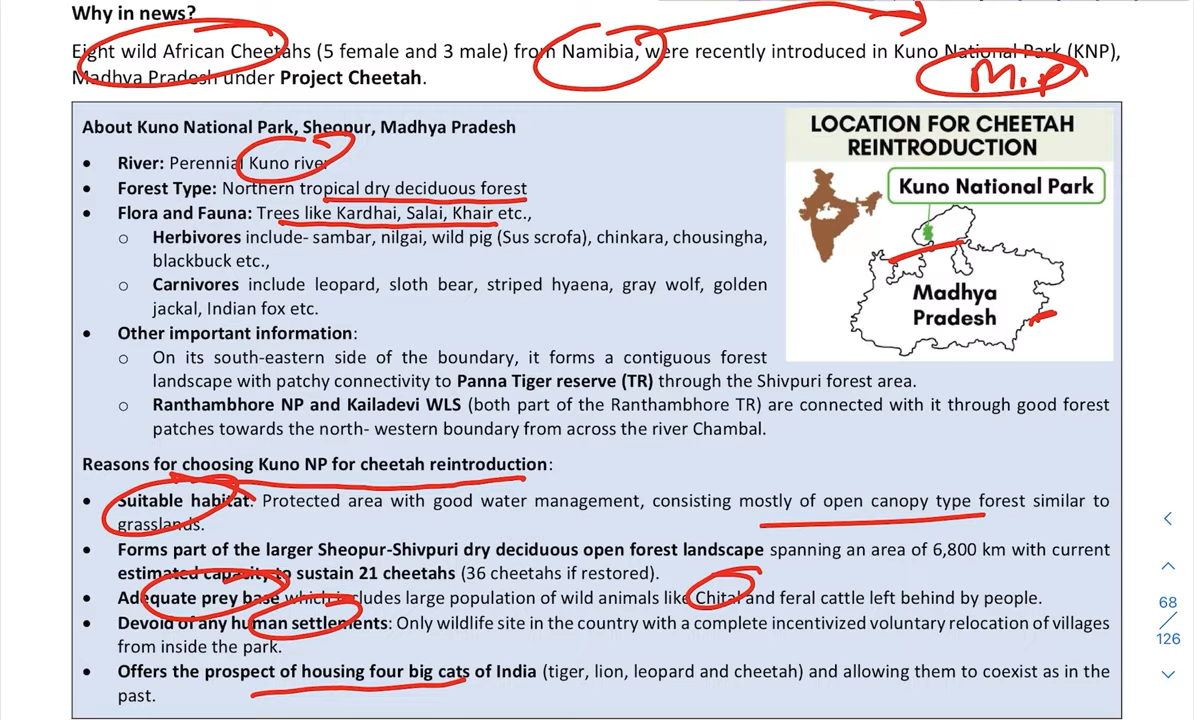 Why in news?
Eight wild African Cheetahs (5 female and 3 male) from Namibia, were recently introduced in Kuno National Park (KNP),
M.P
Madhya Pradesh under Project Cheetah.
About Kuno National Park, Sheopur, Madhya Pradesh
• River: Perennial Kuno river
• Forest Type: Northern tropical dry deciduous forest
• Flora and Fauna: Trees like Kardhai, Salai, Khair etc.,
o Herbivores include- sambar, nilgai, wild pig (Sus scrofa), chinkara, chousingha,
blackbuck etc.,
o Carnivores include leopard, sloth bear, striped hyaena, gray wolf, golden
jackal, Indian fox etc.
• Other important information:
o On its south-eastern side of the boundary, it forms a contiguous forest
landscape with patchy connectivity to Panna Tiger reserve (TR) through the Shivpuri forest area.
o Ranthambhore NP and Kailadevi WLS (both part of the Ranthambhore TR) are connected with it through good forest
patches towards the north- western boundary from across the river Chambal.
LOCATION FOR CHEETAH
REINTRODUCTION
Kuno National Park
Madhya
Pradesh
Reasons for choosing Kuno NP for cheetah reintroduction:
• Suitable habitat: Protected area with good water management, consisting mostly of open canopy type forest similar to
grasslands.
• Forms part of the larger Sheopur-Shivpuri dry deciduous open forest landscape spanning an area of 6,800 km with current
estimated capacity to sustain 21 cheetahs (36 cheetahs if restored).
• Adequate prey base which includes large population of wild animals like Chital and feral cattle left behind by people.
• Devoid of any human settlements: Only wildlife site in the country with a complete incentivized voluntary relocation of villages
from inside the park.
• Offers the prospect of housing four big cats of India (tiger, lion, leopard and cheetah) and allowing them to coexist as in the
past.
68
/
126